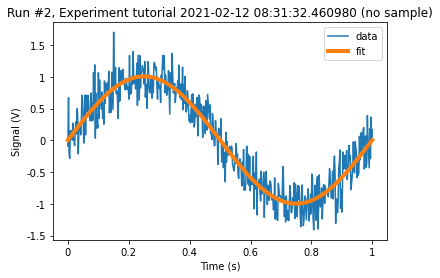 Run #2, Experiment tutorial 2021-02-12 08:31:32.460980 (no sample)
data
fit
1.5
1
0.5
0
-0.5
-1
-1.5
Signal (V)
0
0.2
0.4
0.6
0.8
1
Time (s)